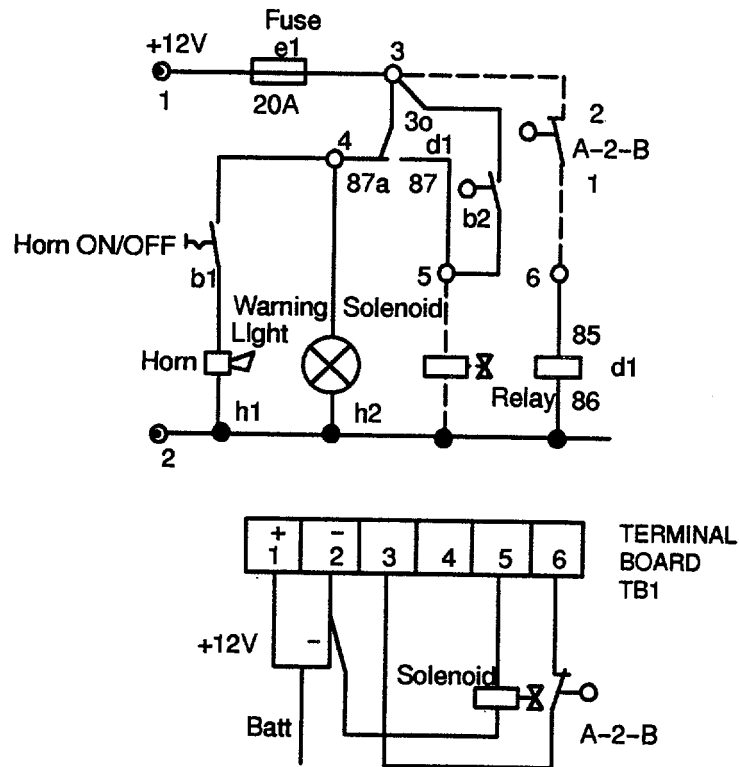 Fuse
+12V
e1
3
1
20A
3o
2
A-2-B
4
d1
87a
87
1
b2
Horn ON/OFF
b1
5
6
Warning
Light
Solenoid
85
Horn
d1
Relay
86
h1
h2
2
+
–
1
2
3
4
5
6
TERMINAL
BOARD
TB1
+12V
–
Solenoid
Batt
A-2-B